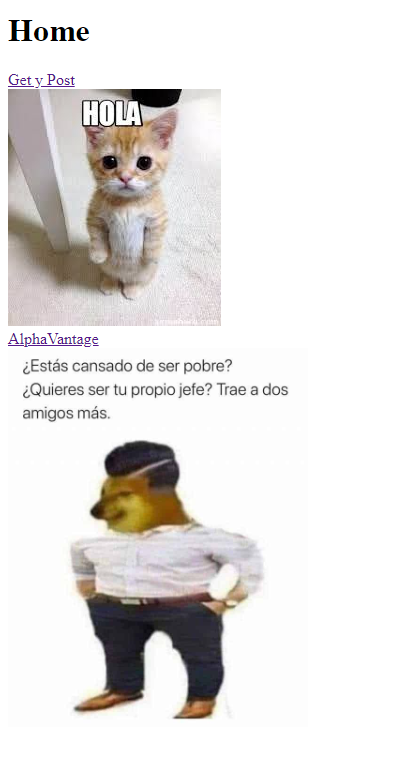 Home
Get y Post
HOLA
AlphaVantage
¿Estás cansado de ser pobre?
¿Quieres ser tu propio jefe? Trae a dos
amigos más.